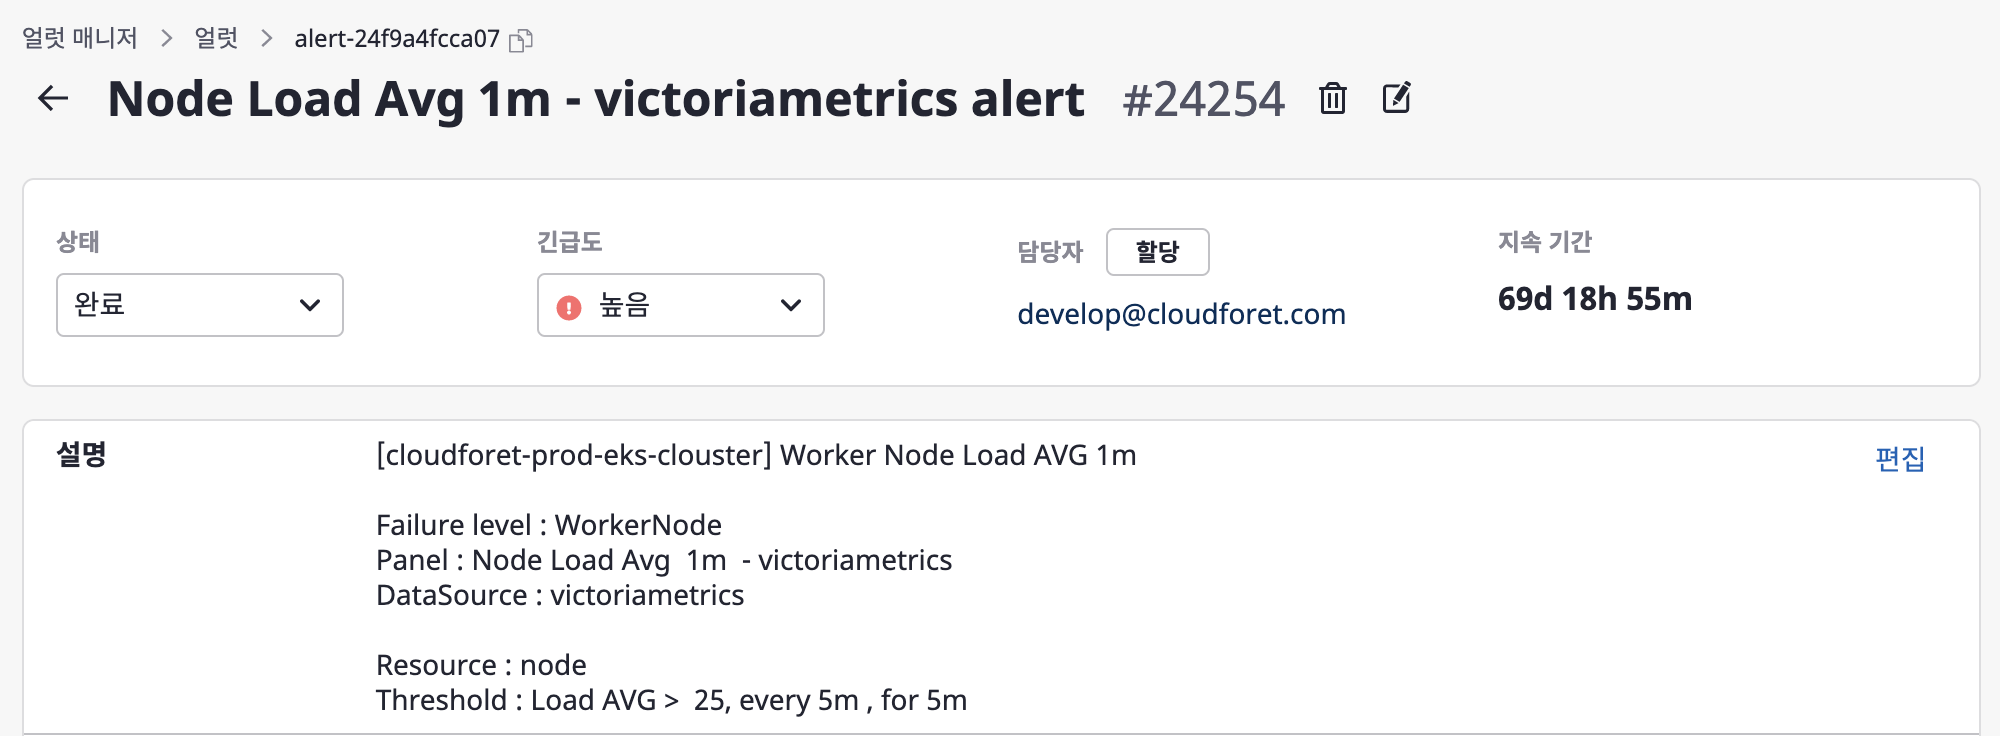 얼럿 매니저 > 얼럿 > alert-24f9a4fcca07
Node Load Avg 1m - victoriametrics alert #24254
상태
완료
긴급도
높음
담당자 할당
develop@cloudforet.com
지속 기간
69d 18h 55m
설명
[cloudforet-prod-eks-clouster] Worker Node Load AVG 1m
편집
Failure level : WorkerNode
Panel : Node Load Avg  1m  - victoriametrics
DataSource : victoriametrics
Resource : node
Threshold : Load AVG >  25, every 5m , for 5m